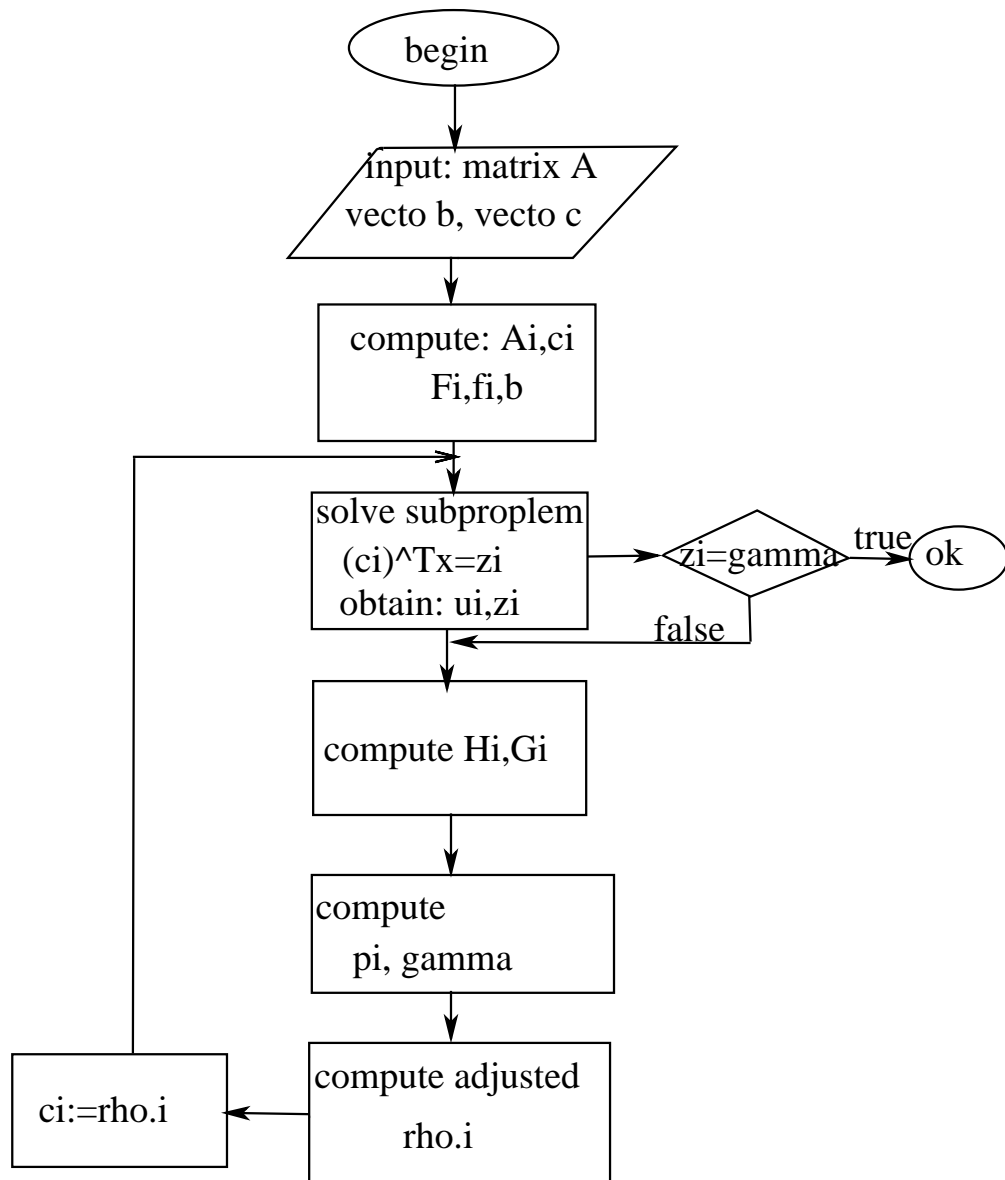 begin
input: matrix A
vecto b, vecto c
compute: Ai,ci
Fi,fi,b
solve subproplem
(ci)^Tx=zi
obtain: ui,zi
zi=gamma
true
ok
false
compute Hi,Gi
compute
pi, gamma
compute adjusted
rho.i
ci:=rho.i